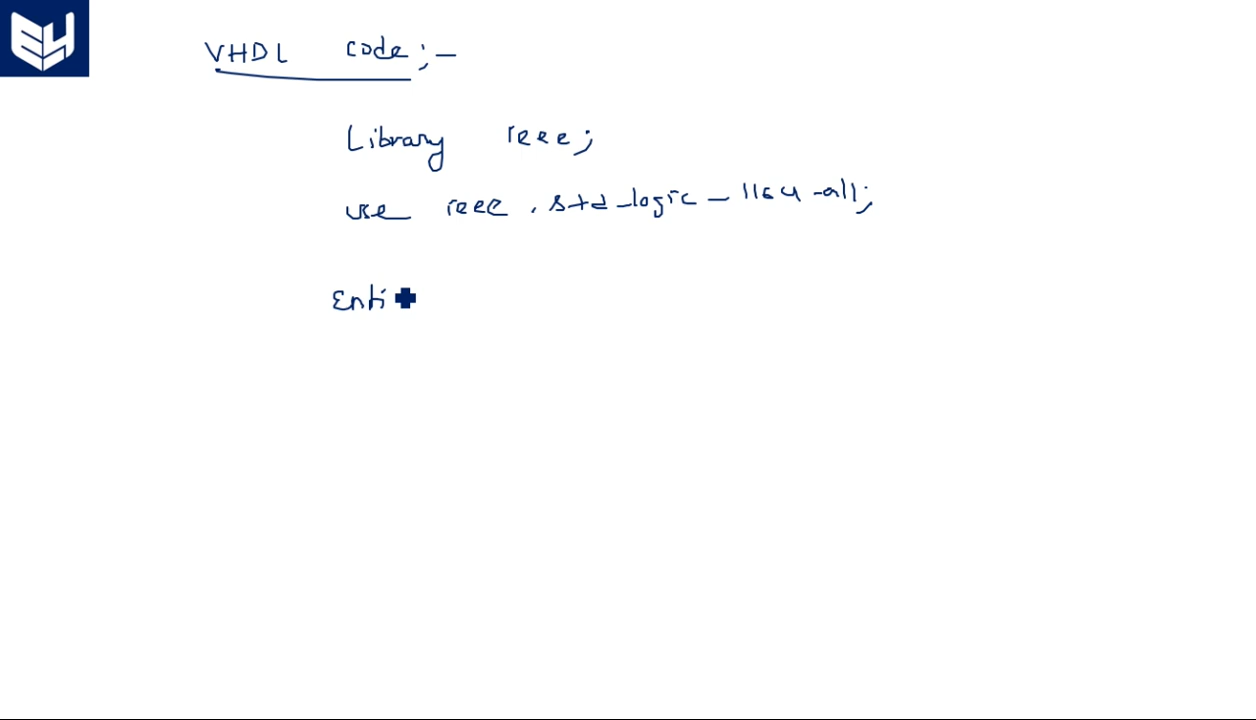 VHDL code;-
Library ieee;
use ieee.std_logic_1164.all;
Enti